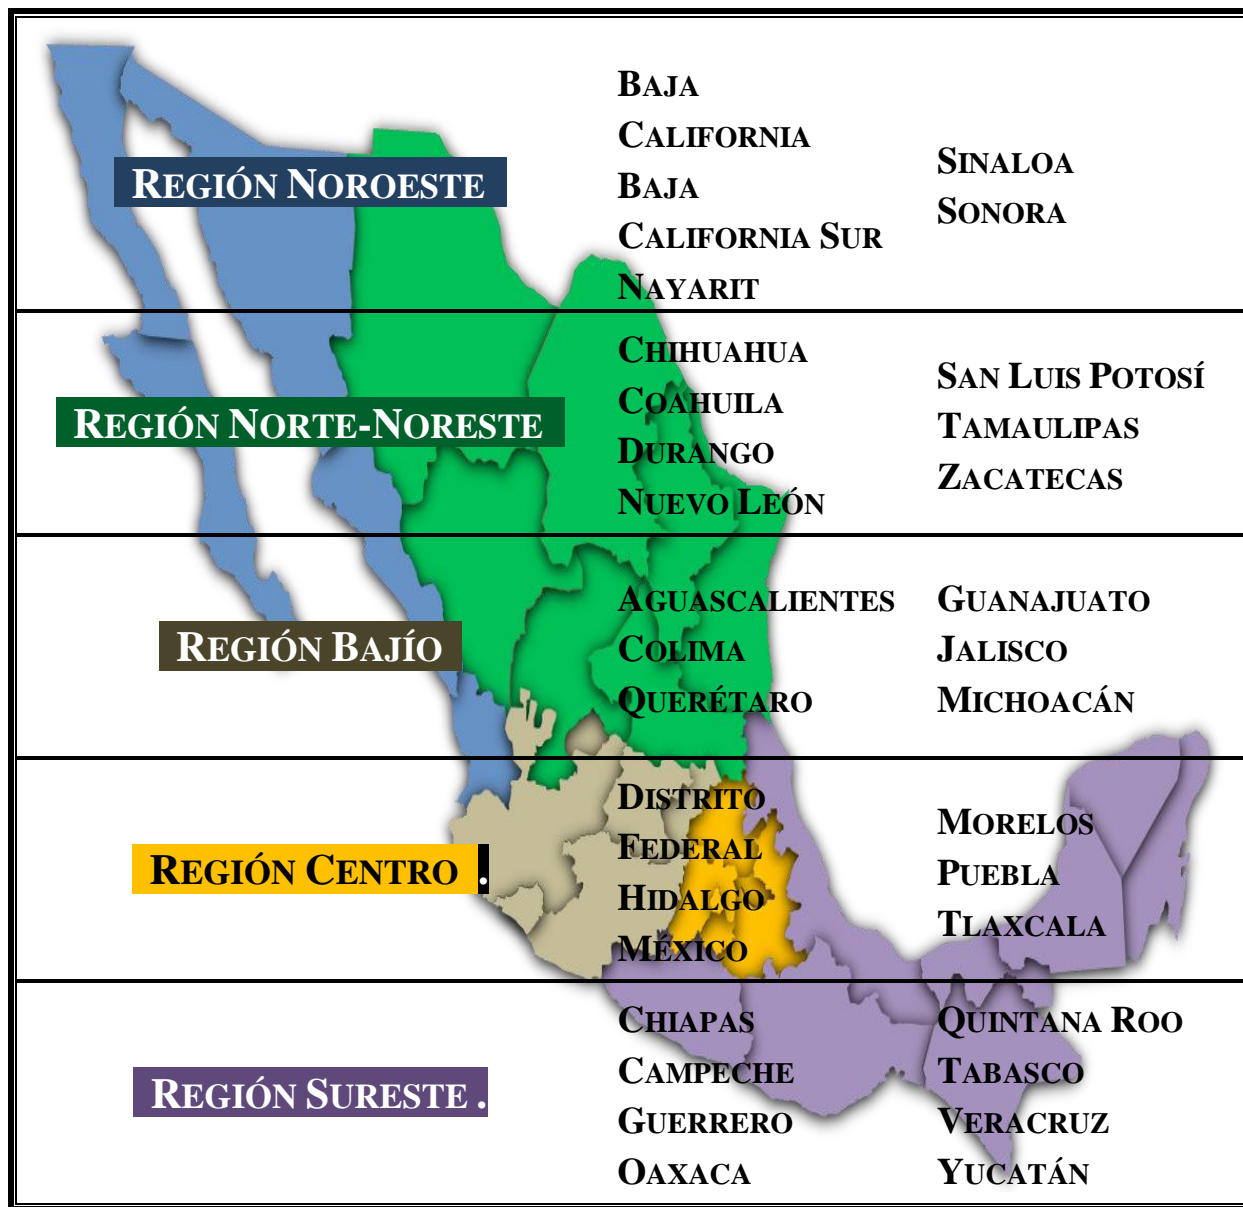 REGIÓN NOROESTE
BAJA
CALIFORNIA
BAJA
CALIFORNIA SUR
NAYARIT
SINALOA
SONORA
REGIÓN NORTE-NORESTE
CHIHUAHUA
COAHUILA
DURANGO
NUEVO LEÓN
SAN LUIS POTOSÍ
TAMAULIPAS
ZACATECAS
REGIÓN BAJÍO
AGUASCALIENTES
COLIMA
QUERÉTARO
GUANAJUATO
JALISCO
MICHOACÁN
REGIÓN CENTRO .
DISTRITO
FEDERAL
HIDALGO
MÉXICO
MORELOS
PUEBLA
TLAXCALA
REGIÓN SURESTE .
CHIAPAS
CAMPECHE
GUERRERO
OAXACA
QUINTANA ROO
TABASCO
VERACRUZ
YUCATÁN